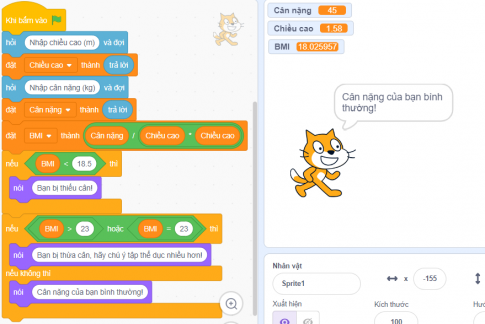 Khi bấm vào
hỏi Nhập chiều cao (m) và đợi
đặt Chiều cao thành trả lời
hỏi Nhập cân nặng (kg) và đợi
đặt Cân nặng thành trả lời
đặt BMI thành Cân nặng / Chiều cao * Chiều cao
nếu BMI < 18.5 thì
nói Bạn bị thiếu cân!
nếu BMI > 23 hoặc BMI = 23 thì
nói Bạn bị thừa cân, hãy chú ý tập thể dục nhiều hơn!
nếu không thì
nói Cân nặng của bạn bình thường!
Cân nặng 45
Chiều cao 1.58
BMI 18.025957
Cân nặng của bạn bình
thường!
Nhân vật
Sprite1 x -155
Xuất hiện Kích thước
100